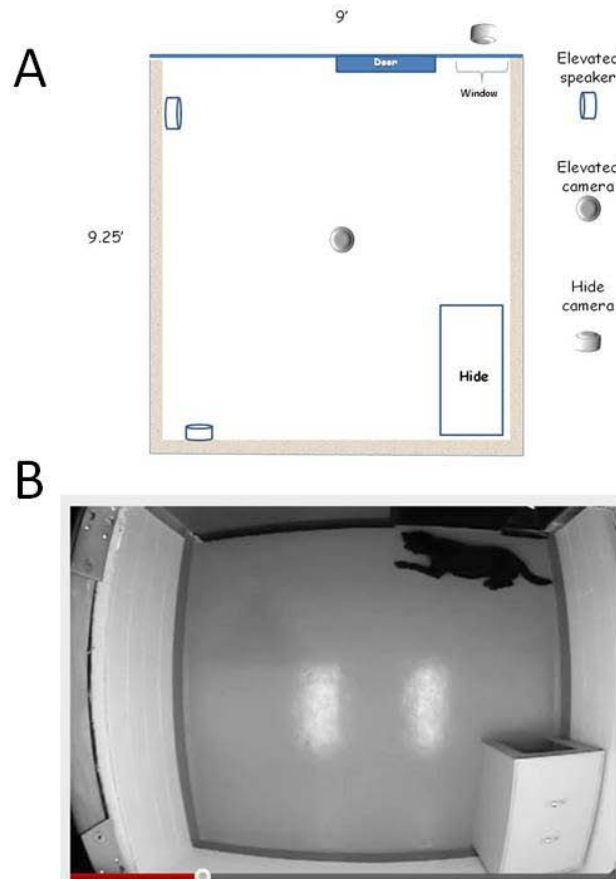 9'
A
Door
Window
Elevated
speaker
Elevated
camera
9.25'
Hide
camera
Hide
B